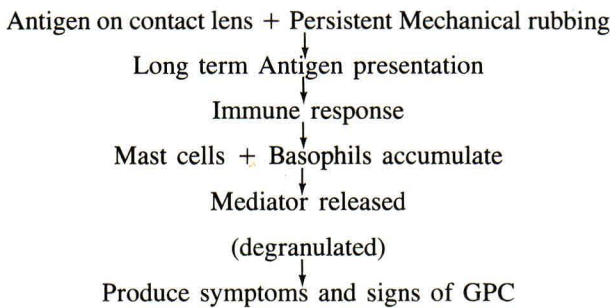 Antigen on contact lens + Persistent Mechanical rubbing
Long term Antigen presentation
Immune response
Mast cells + Basophils accumulate
Mediator released
(degranulated)
Produce symptoms and signs of GPC